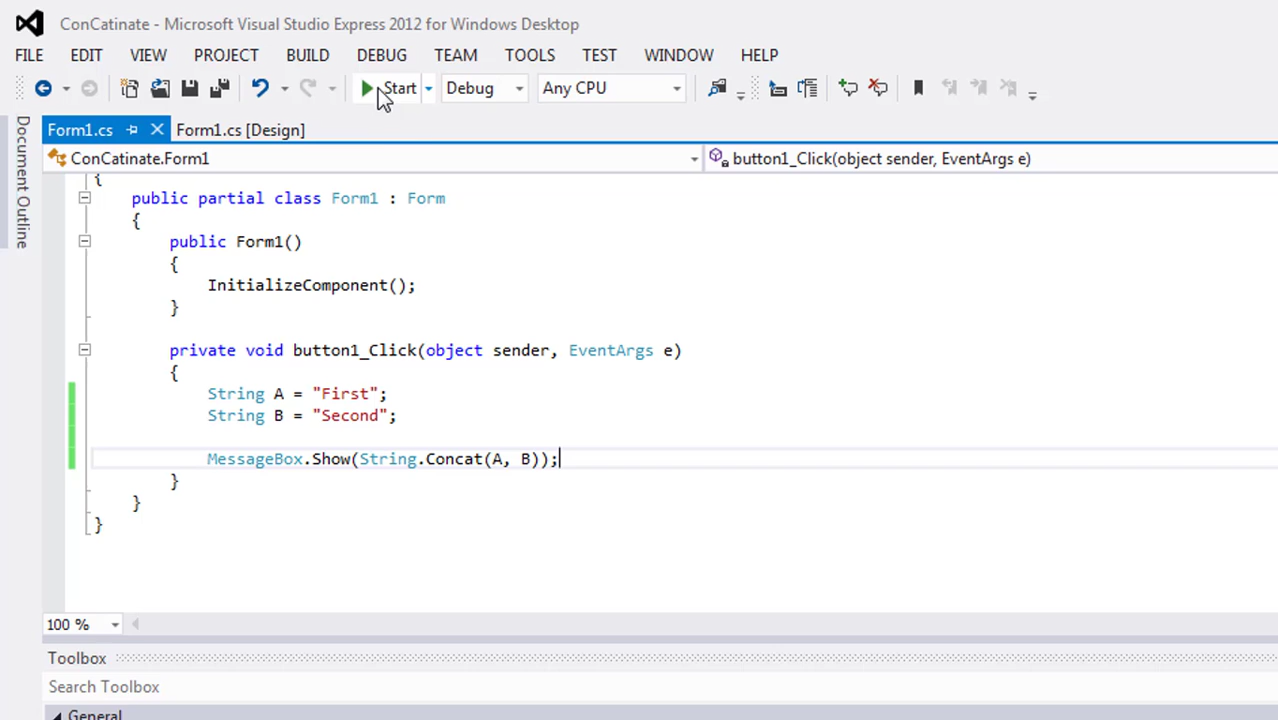 ConCatinate - Microsoft Visual Studio Express 2012 for Windows Desktop
FILE EDIT VIEW PROJECT BUILD DEBUG TEAM TOOLS TEST WINDOW HELP
Start Debug Any CPU
Document Outline
Form1.cs Form1.cs [Design]
ConCatinate.Form1 button1_Click(object sender, EventArgs e)
{
public partial class Form1 : Form
{
public Form1()
{
InitializeComponent();
}
private void button1_Click(object sender, EventArgs e)
{
String A = "First";
String B = "Second";
MessageBox.Show(String.Concat(A, B));
}
}
}
100 %
Toolbox
Search Toolbox
General